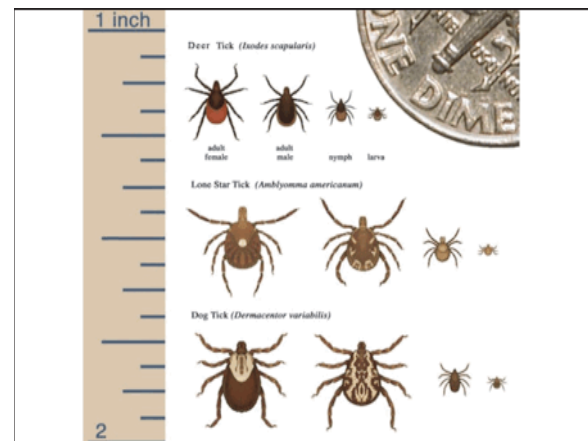 1 inch
Deer Tick (Ixodes scapularis)
ONE DIME
adult female
adult male
nymph
larva
Lone Star Tick (Amblyomma americanum)
Dog Tick (Dermacentor variabilis)
2